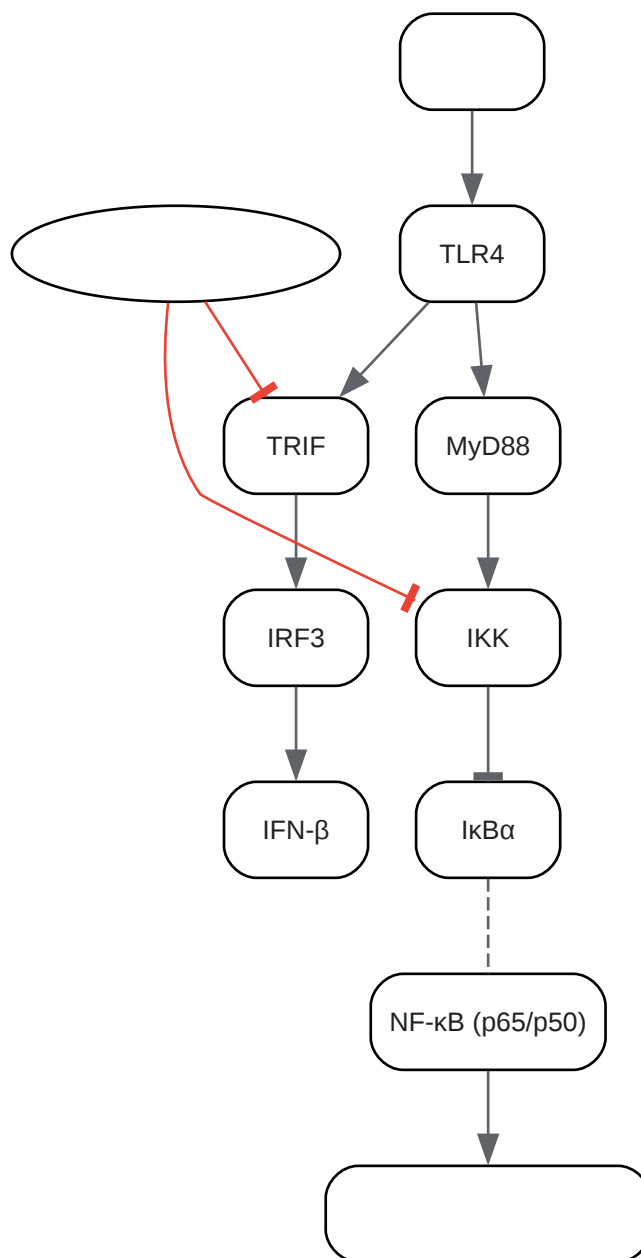 TLR4
TRIF
MyD88
IRF3
IKK
IFN-β
IκBα
NF-κB (p65/p50)